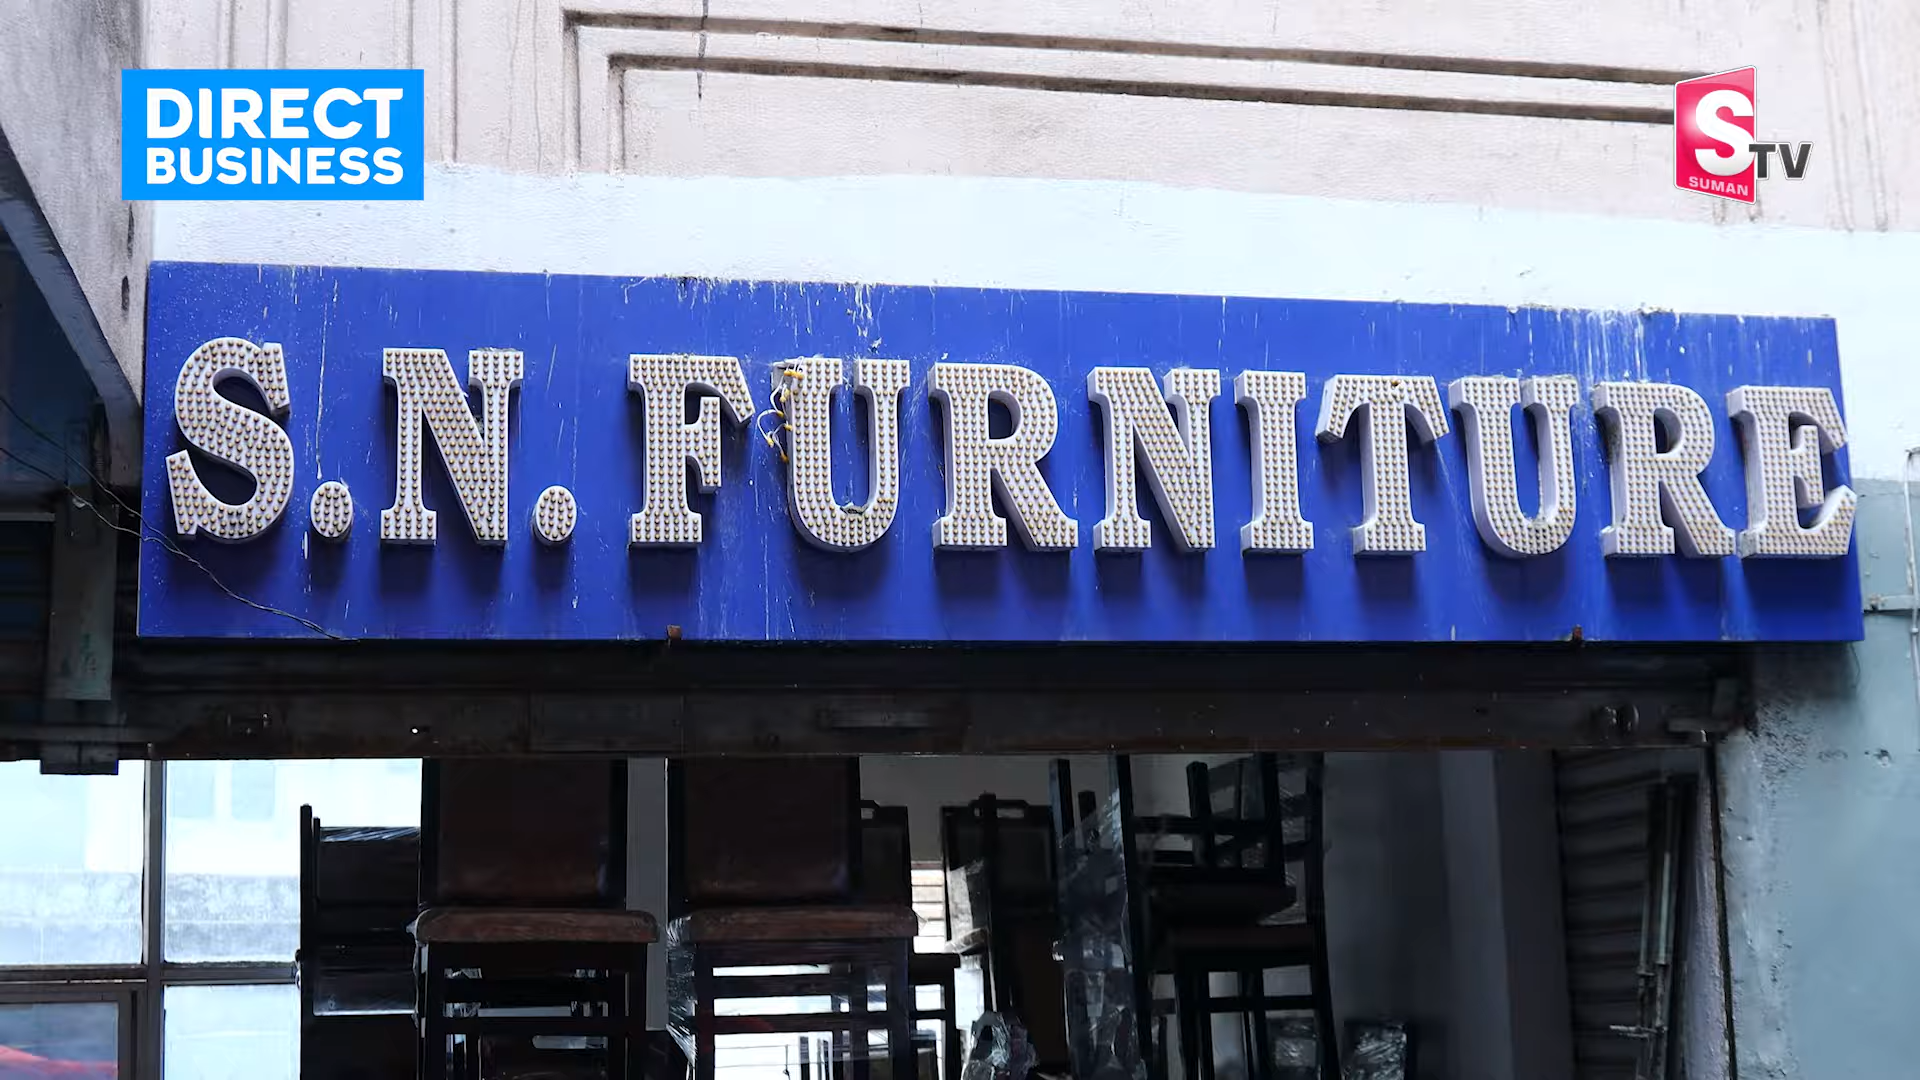 DIRECT
BUSINESS
S
TV
SUMAN
S.N. FURNITURE